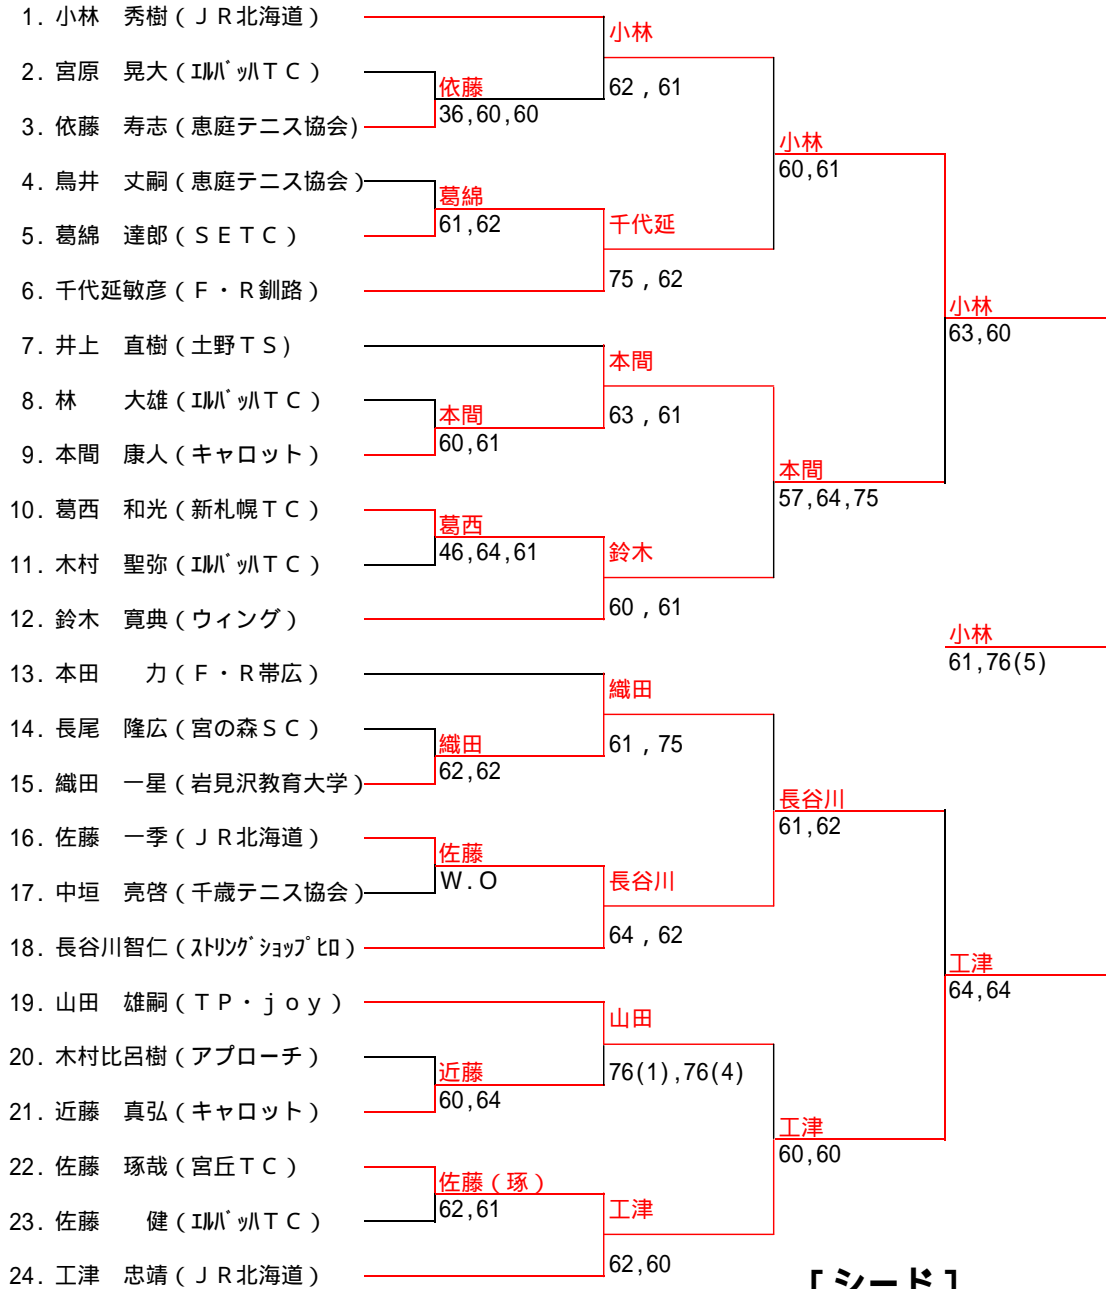 1. 小林　秀樹(ＪＲ北海道)
2. 宮原　晃大(ｴﾙﾊﾞｯﾊＴＣ)
3. 依藤　寿志(恵庭テニス協会)
4. 鳥井　丈嗣(恵庭テニス協会)
5. 葛綿　達郎(ＳＥＴＣ)
6. 千代延敏彦(Ｆ・Ｒ釧路)
7. 井上　直樹(土野ＴＳ)
8. 林　　大雄(ｴﾙﾊﾞｯﾊＴＣ)
9. 本間　康人(キャロット)
10. 葛西　和光(新札幌ＴＣ)
11. 木村　聖弥(ｴﾙﾊﾞｯﾊＴＣ)
12. 鈴木　寛典(ウィング)
13. 本田　　力(Ｆ・Ｒ帯広)
14. 長尾　隆広(宮の森ＳＣ)
15. 織田　一星(岩見沢教育大学)
16. 佐藤　一季(ＪＲ北海道)
17. 中垣　亮啓(千歳テニス協会)
18. 長谷川智仁(ｽﾄﾘﾝｸﾞｼｮｯﾌﾟﾋﾛ)
19. 山田　雄嗣(ＴＰ・ｊｏｙ)
20. 木村比呂樹(アプローチ)
21. 近藤　真弘(キャロット)
22. 佐藤　琢哉(宮丘ＴＣ)
23. 佐藤　　健(ｴﾙﾊﾞｯﾊＴＣ)
24. 工津　忠靖(ＪＲ北海道)
依藤
36,60,60
葛綿
61,62
本間
60,61
葛西
46,64,61
織田
62,62
佐藤
Ｗ.Ｏ
近藤
60,64
佐藤(琢)
62,61
小林
62 , 61
千代延
75 , 62
本間
63 , 61
鈴木
60 , 61
織田
61 , 75
長谷川
64 , 62
山田
76(1) ,76(4)
工津
62,60
小林
60,61
本間
57,64,75
長谷川
61,62
工津
60,60
小林
63,60
小林
61,76(5)
工津
64,64
[シード]